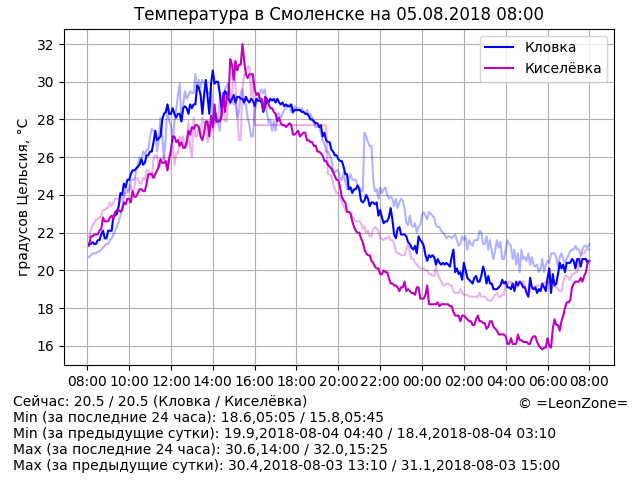 Температура в Смоленске на 05.08.2018 08:00
Кловка
Киселёвка
градусов Цельсия, °C
32
30
28
26
24
22
20
18
16
08:00 10:00 12:00 14:00 16:00 18:00 20:00 22:00 00:00 02:00 04:00 06:00 08:00
Сейчас: 20.5 / 20.5 (Кловка / Киселёвка)
© =LeonZone=
Min (за последние 24 часа): 18.6,05:05 / 15.8,05:45
Min (за предыдущие сутки): 19.9,2018-08-04 04:40 / 18.4,2018-08-04 03:10
Max (за последние 24 часа): 30.6,14:00 / 32.0,15:25
Max (за предыдущие сутки): 30.4,2018-08-03 13:10 / 31.1,2018-08-03 15:00